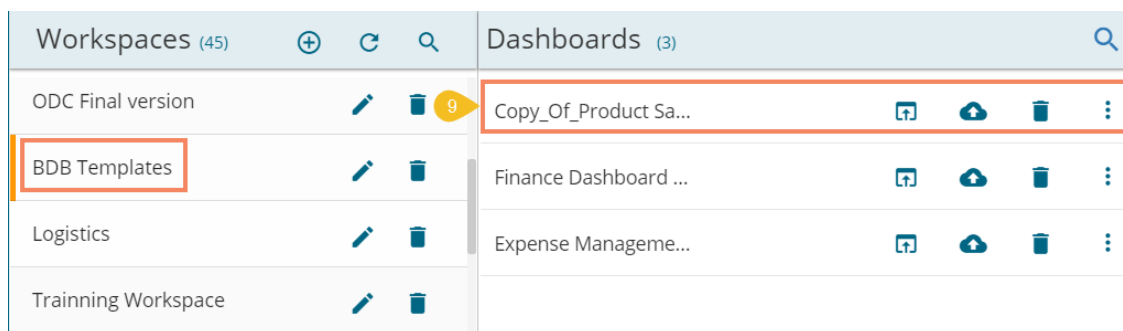 Workspaces (45)
Dashboards (3)
ODC Final version
9
Copy_Of_Product Sa...
BDB Templates
Finance Dashboard ...
Logistics
Expense Manageme...
Trainning Workspace